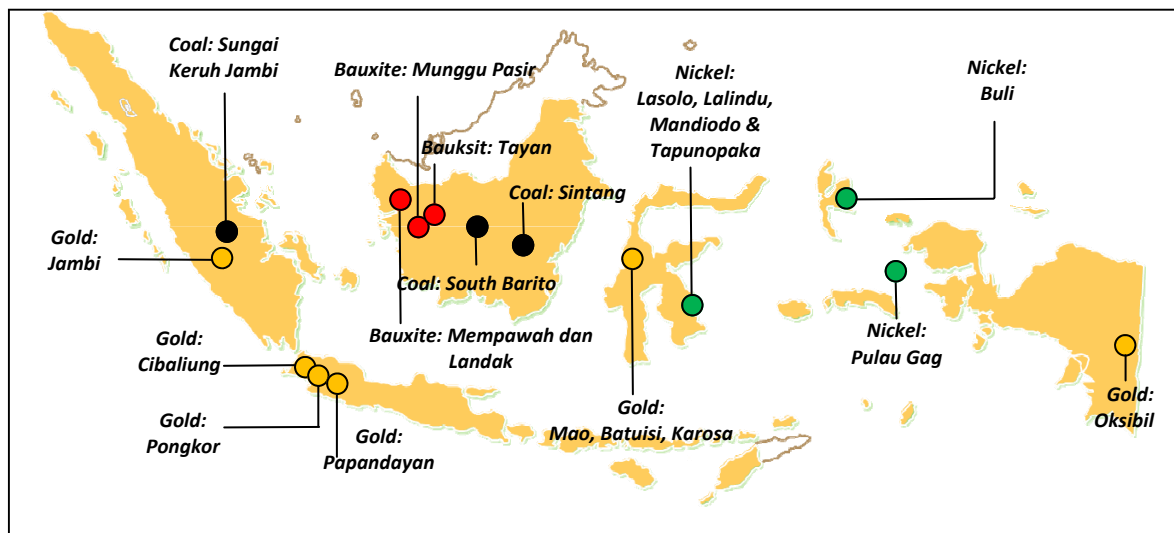 Coal: Sungai
Keruh Jambi
Bauxite: Munggu Pasir
Nickel:
Lasolo, Lalindu,
Mandiodo &
Tapunopaka
Nickel:
Buli
Bauksit: Tayan
Coal: Sintang
Gold:
Jambi
Coal: South Barito
Bauxite: Mempawah dan
Landak
Nickel:
Pulau Gag
Gold:
Cibaliung
Gold:
Pongkor
Gold:
Papandayan
Gold:
Mao, Batuisi, Karosa
Gold:
Oksibil